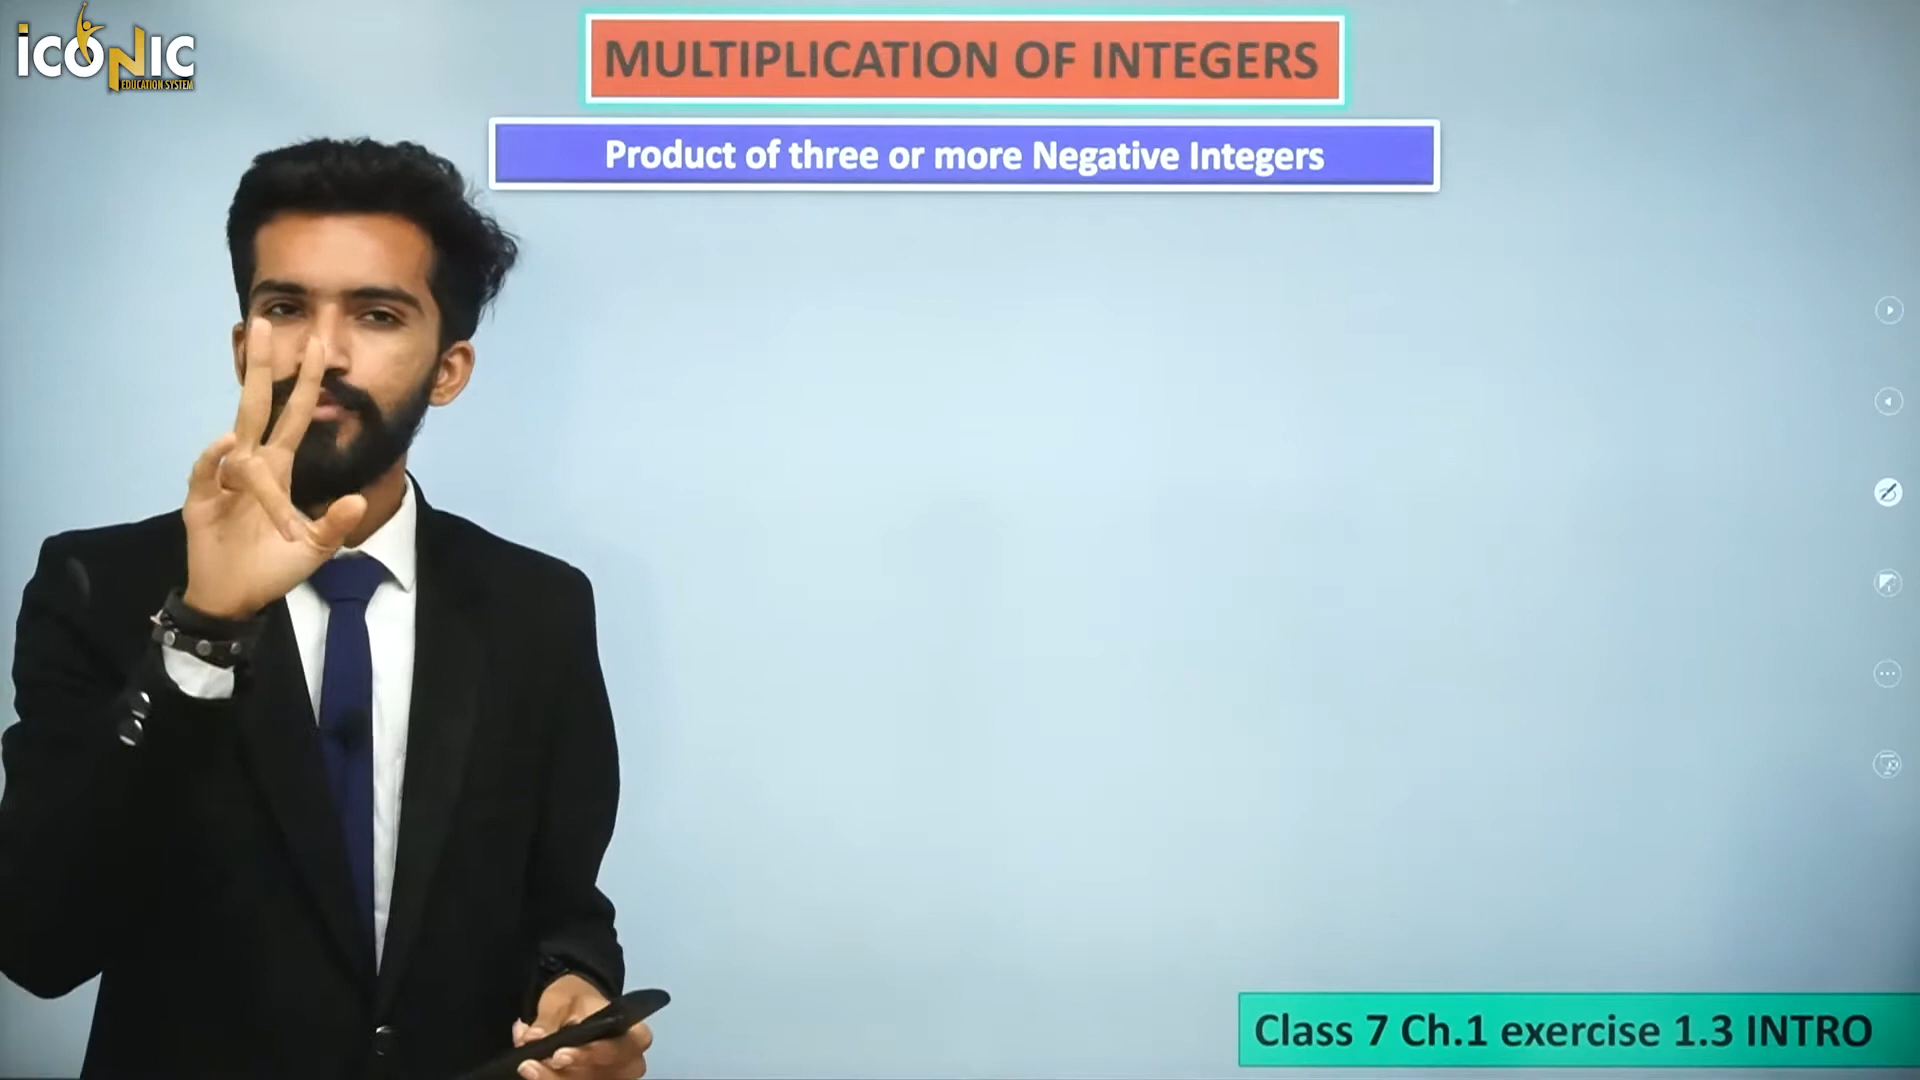 ICONIC
EDUCATION SYSTEM
MULTIPLICATION OF INTEGERS
Product of three or more Negative Integers
Class 7 Ch.1 exercise 1.3 INTRO